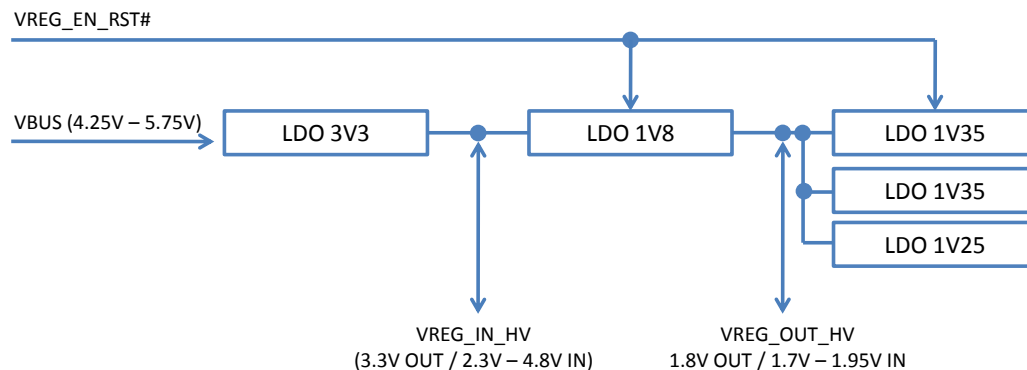 VREG_EN_RST#
VBUS (4.25V – 5.75V)
LDO 3V3
LDO 1V8
LDO 1V35
LDO 1V35
LDO 1V25
VREG_IN_HV
(3.3V OUT / 2.3V – 4.8V IN)
VREG_OUT_HV
1.8V OUT / 1.7V – 1.95V IN